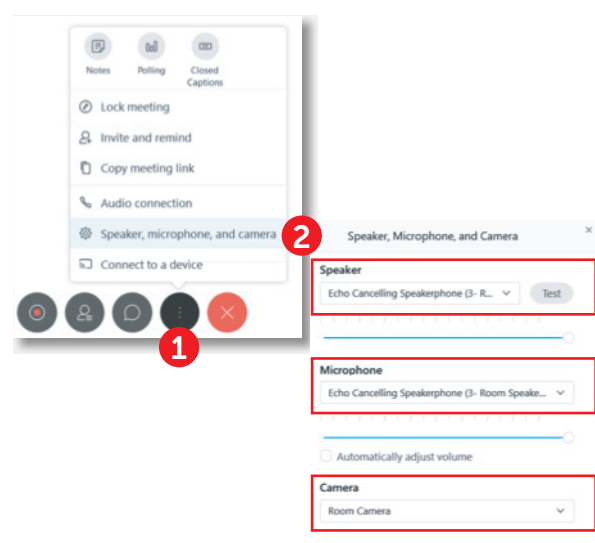 Notes Polling Closed
Captions
Lock meeting
Invite and remind
Copy meeting link
Audio connection
Speaker, microphone, and camera
Connect to a device
1
2
Speaker, Microphone, and Camera
Speaker
Echo Cancelling Speakerphone (3- R... Test
Microphone
Echo Cancelling Speakerphone (3- Room Speake...
Automatically adjust volume
Camera
Room Camera